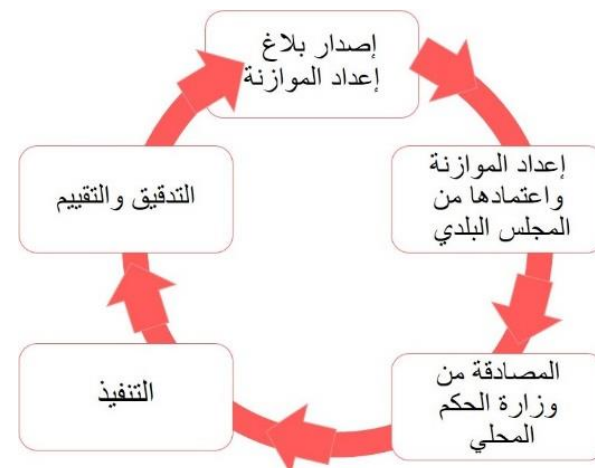 إصدار بلاغ
إعداد الموازنة
إعداد الموازنة
واعتمادها من
المجلس البلدي
المصادقة من
وزارة الحكم
المحلي
التنفيذ
التدقيق والتقييم